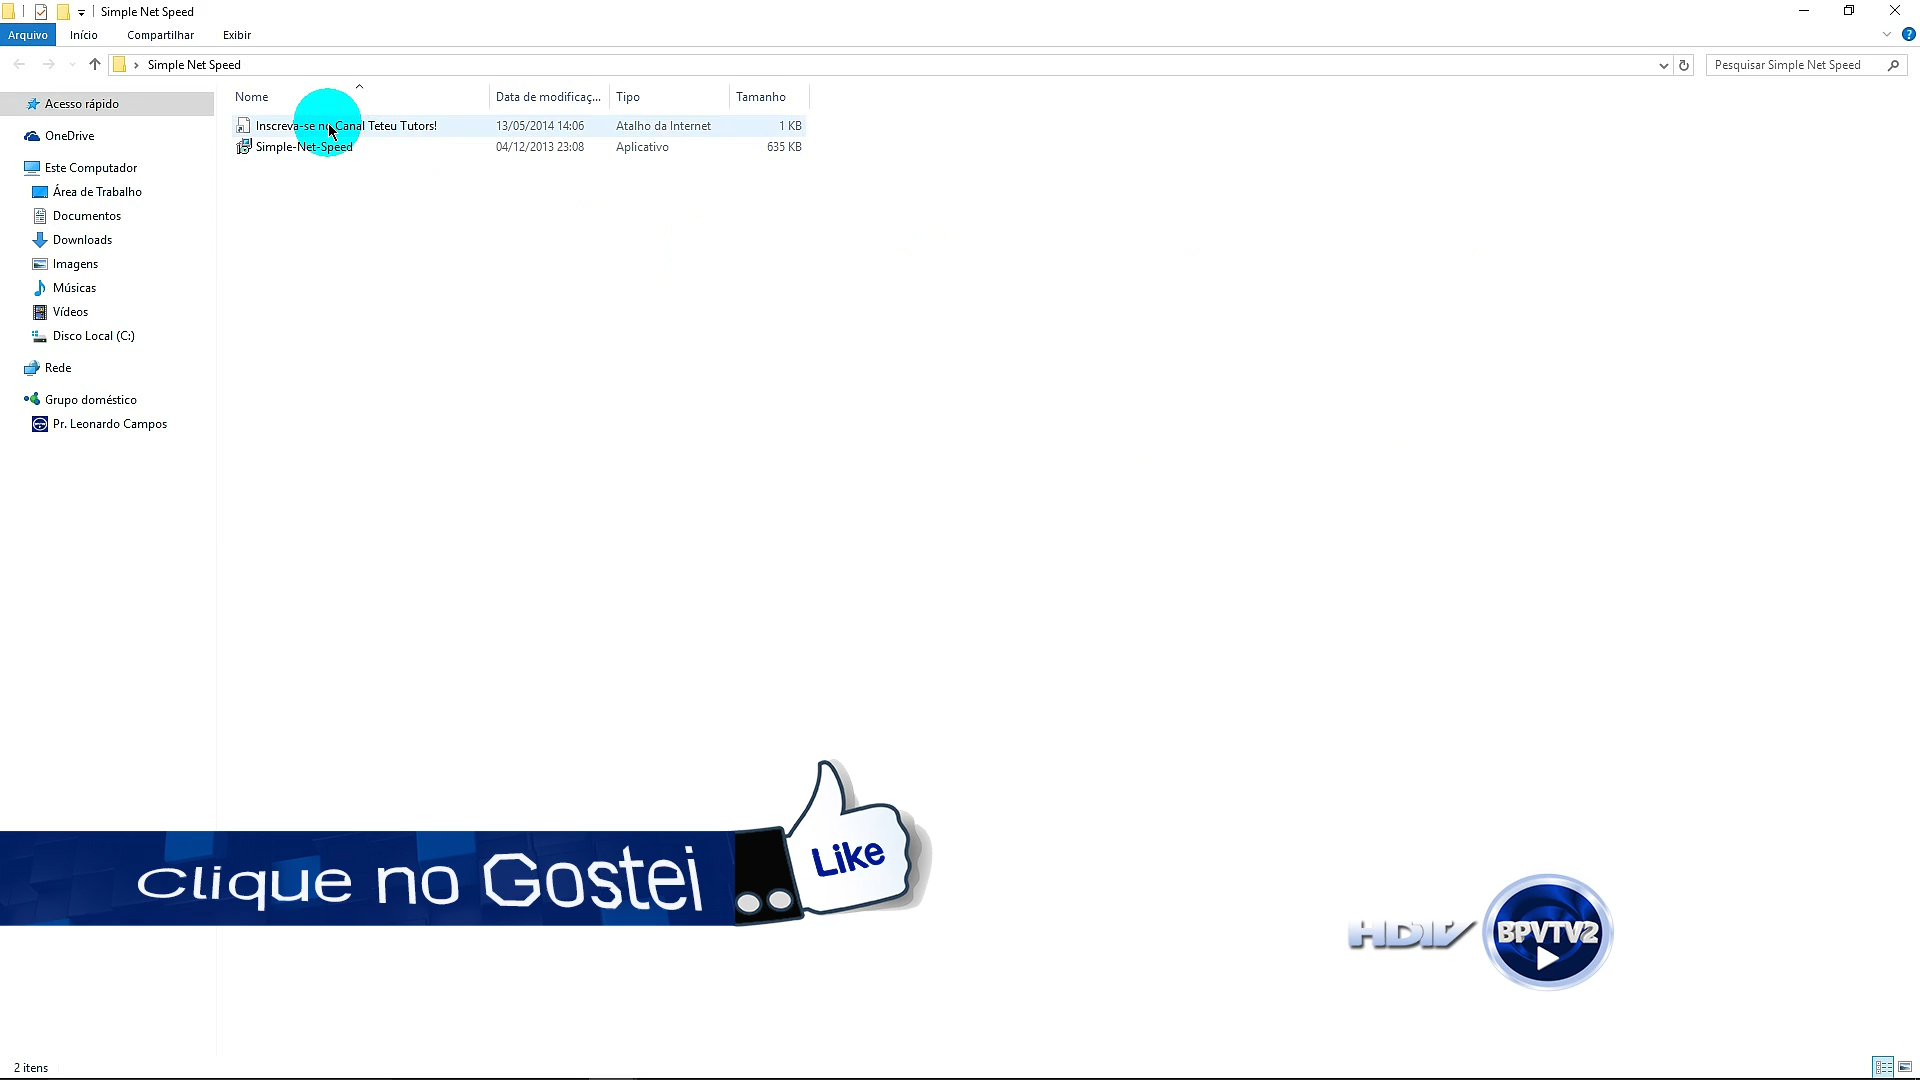 Simple Net Speed
Arquivo Início Compartilhar Exibir
Simple Net Speed Pesquisar Simple Net Speed
Nome Data de modificaç... Tipo Tamanho
Acesso rápido
Inscreva-se no Canal Teteu Tutors! 13/05/2014 14:06 Atalho da Internet 1 KB
OneDrive
Simple-Net-Speed 04/12/2013 23:08 Aplicativo 635 KB
Este Computador
Área de Trabalho
Documentos
Downloads
Imagens
Músicas
Vídeos
Disco Local (C:)
Rede
Grupo doméstico
Pr. Leonardo Campos
clique no Gostei
Like
HDTV BPVTV2
2 itens